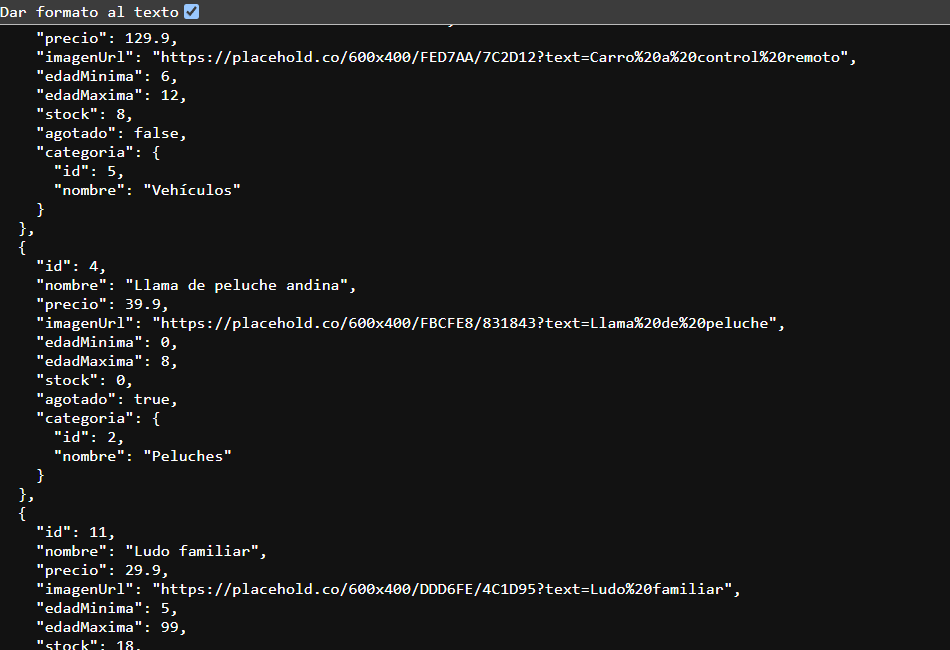 Dar formato al texto
"precio": 129.9,
"imagenUrl": "https://placehold.co/600x400/FED7AA/7C2D12?text=Carro%20a%20control%20remoto",
"edadMinima": 6,
"edadMaxima": 12,
"stock": 8,
"agotado": false,
"categoria": {
"id": 5,
"nombre": "Vehículos"
}
},
{
"id": 4,
"nombre": "Llama de peluche andina",
"precio": 39.9,
"imagenUrl": "https://placehold.co/600x400/FBCFE8/831843?text=Llama%20de%20peluche",
"edadMinima": 0,
"edadMaxima": 8,
"stock": 0,
"agotado": true,
"categoria": {
"id": 2,
"nombre": "Peluches"
}
},
{
"id": 11,
"nombre": "Ludo familiar",
"precio": 29.9,
"imagenUrl": "https://placehold.co/600x400/DDD6FE/4C1D95?text=Ludo%20familiar",
"edadMinima": 5,
"edadMaxima": 99,
"stock": 18,